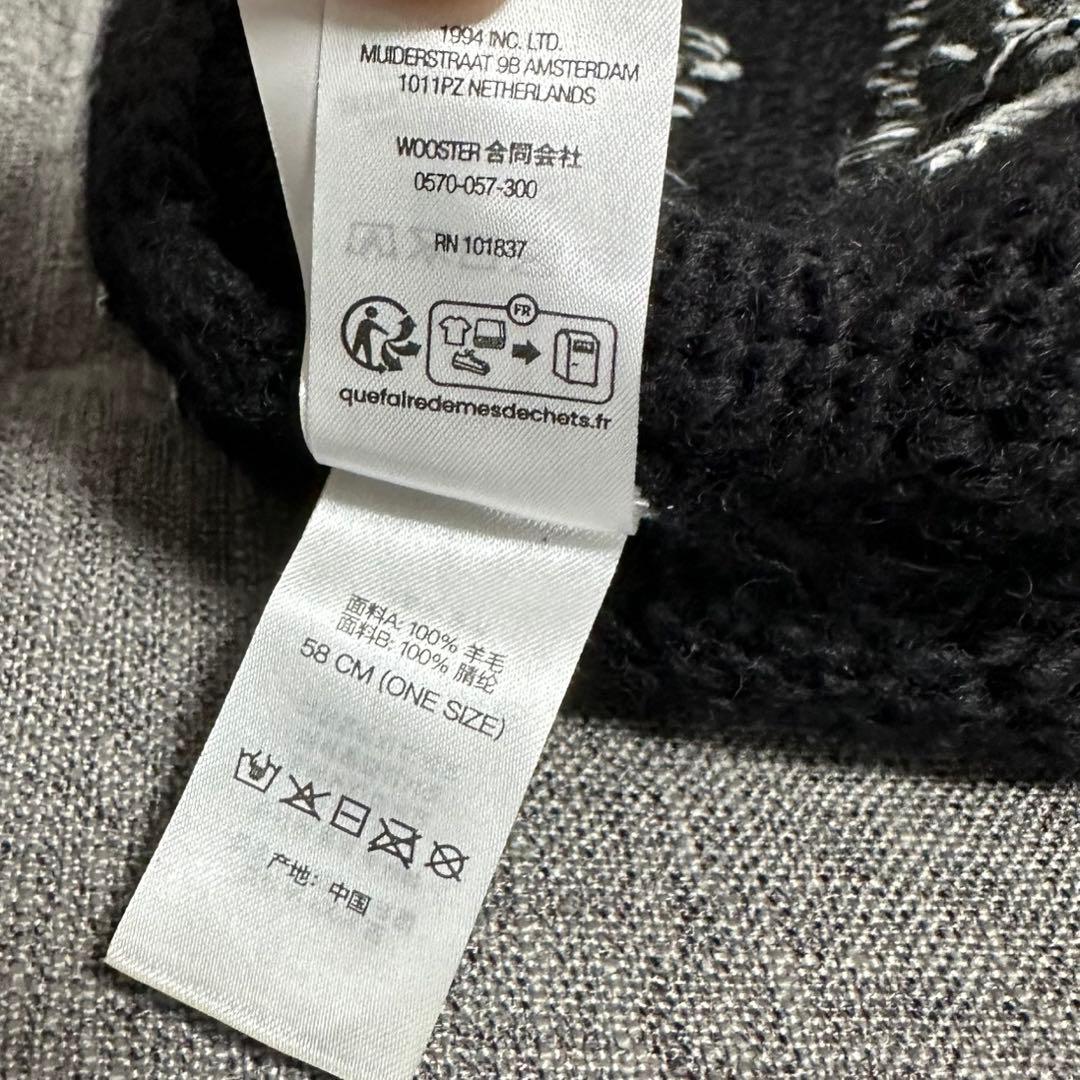 1994 INC. LTD.
MUIDERSTRAAT 9B AMSTERDAM
1011PZ NETHERLANDS
WOOSTER 合同会社
0570-057-300
RN 101837
FR
quefairedemesdechets.fr
面料A: 100% 羊毛
面料B: 100% 腈纶
58 CM (ONE SIZE)
产地: 中国